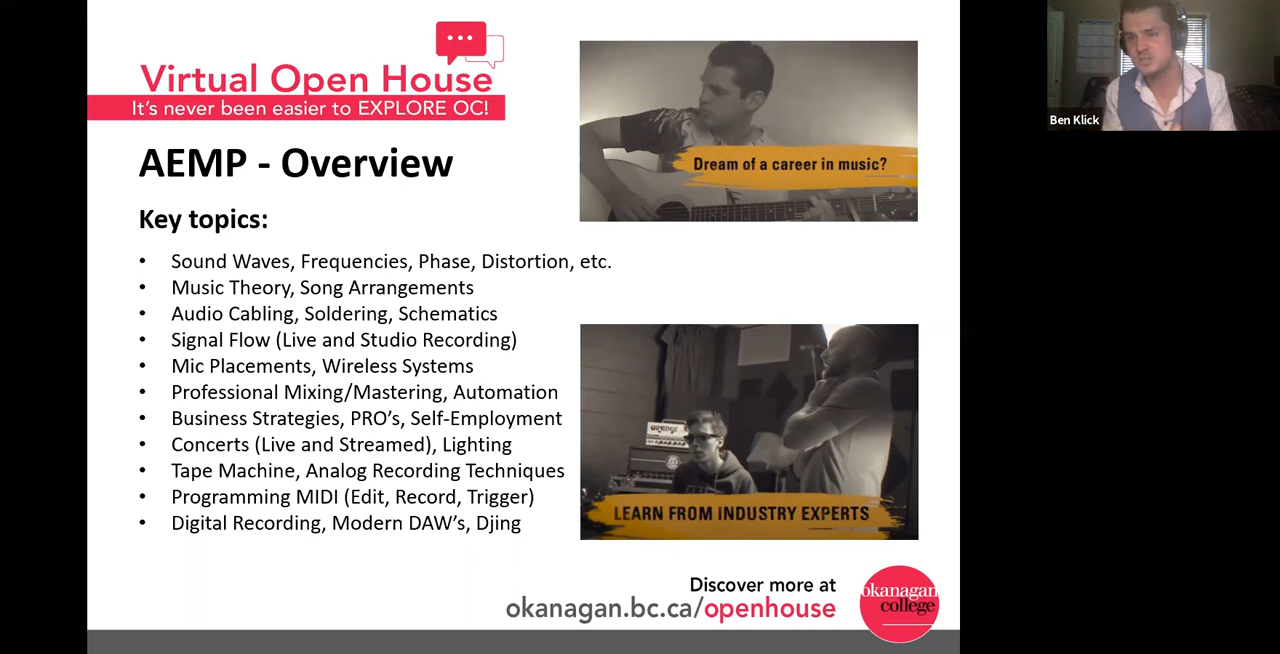 Virtual Open House
It's never been easier to EXPLORE OC!
AEMP - Overview
Key topics:
• Sound Waves, Frequencies, Phase, Distortion, etc.
• Music Theory, Song Arrangements
• Audio Cabling, Soldering, Schematics
• Signal Flow (Live and Studio Recording)
• Mic Placements, Wireless Systems
• Professional Mixing/Mastering, Automation
• Business Strategies, PRO's, Self-Employment
• Concerts (Live and Streamed), Lighting
• Tape Machine, Analog Recording Techniques
• Programming MIDI (Edit, Record, Trigger)
• Digital Recording, Modern DAW's, Djing
Dream of a career in music?
ORANGE
LEARN FROM INDUSTRY EXPERTS
Discover more at
okanagan.bc.ca/openhouse
okanagan
college
Ben Klick